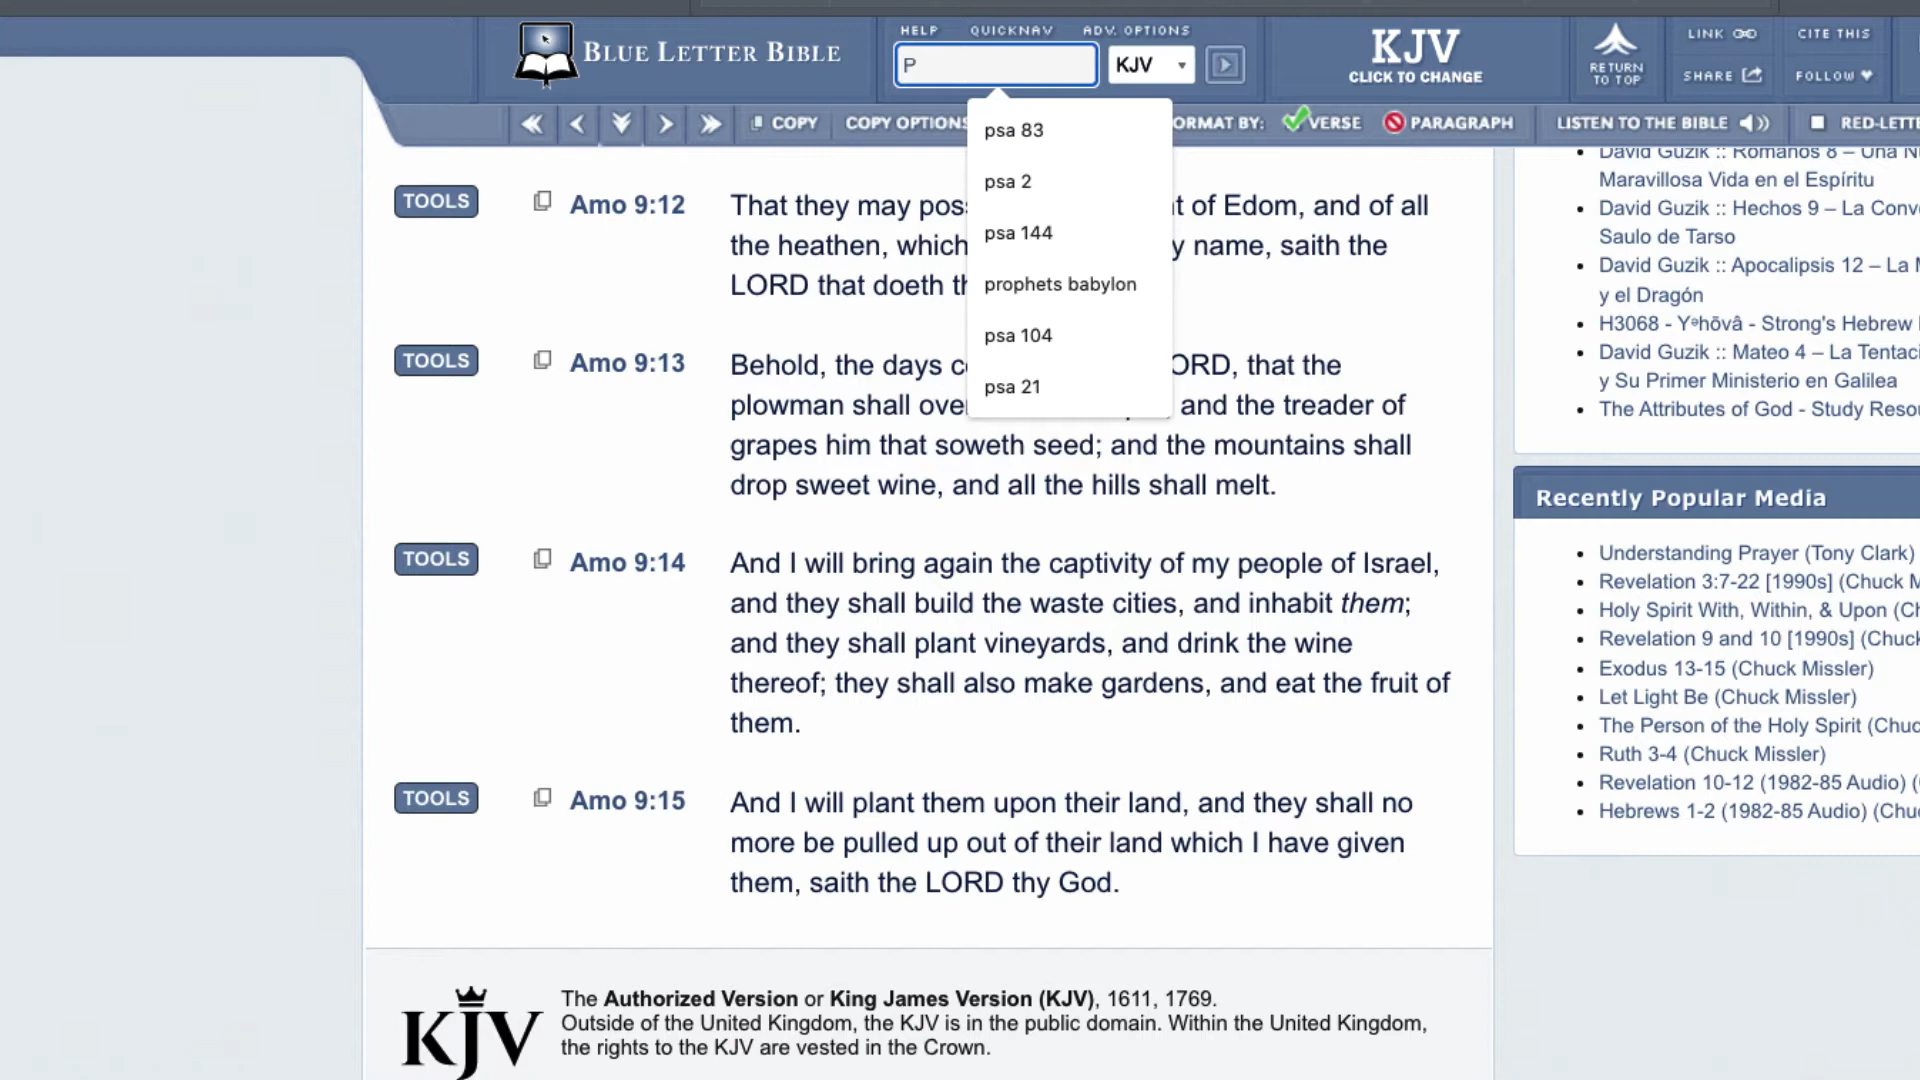 BLUE LETTER BIBLE
HELP QUICKNAV ADV. OPTIONS
P
KJV
KJV
CLICK TO CHANGE
RETURN
TO TOP
LINK
SHARE
CITE THIS
FOLLOW
COPY
COPY OPTIONS
ORMAT BY:
VERSE
PARAGRAPH
LISTEN TO THE BIBLE
RED-LETTE
psa 83
psa 2
psa 144
prophets babylon
psa 104
psa 21
TOOLS
Amo 9:12
That they may pos t of Edom, and of all
the heathen, which y name, saith the
LORD that doeth th
TOOLS
Amo 9:13
Behold, the days c ORD, that the
plowman shall over and the treader of
grapes him that soweth seed; and the mountains shall
drop sweet wine, and all the hills shall melt.
TOOLS
Amo 9:14
And I will bring again the captivity of my people of Israel,
and they shall build the waste cities, and inhabit them;
and they shall plant vineyards, and drink the wine
thereof; they shall also make gardens, and eat the fruit of
them.
TOOLS
Amo 9:15
And I will plant them upon their land, and they shall no
more be pulled up out of their land which I have given
them, saith the LORD thy God.
KJV
The Authorized Version or King James Version (KJV), 1611, 1769.
Outside of the United Kingdom, the KJV is in the public domain. Within the United Kingdom,
the rights to the KJV are vested in the Crown.
David Guzik :: Romanos 8 – Una N
Maravillosa Vida en el Espíritu
David Guzik :: Hechos 9 – La Conv
Saulo de Tarso
David Guzik :: Apocalipsis 12 – La M
y el Dragón
H3068 - Yᵊhōvâ - Strong's Hebrew
David Guzik :: Mateo 4 – La Tentaci
y Su Primer Ministerio en Galilea
The Attributes of God - Study Reso
Recently Popular Media
Understanding Prayer (Tony Clark)
Revelation 3:7-22 [1990s] (Chuck M
Holy Spirit With, Within, & Upon (Ch
Revelation 9 and 10 [1990s] (Chuck
Exodus 13-15 (Chuck Missler)
Let Light Be (Chuck Missler)
The Person of the Holy Spirit (Chuc
Ruth 3-4 (Chuck Missler)
Revelation 10-12 (1982-85 Audio) (
Hebrews 1-2 (1982-85 Audio) (Chu